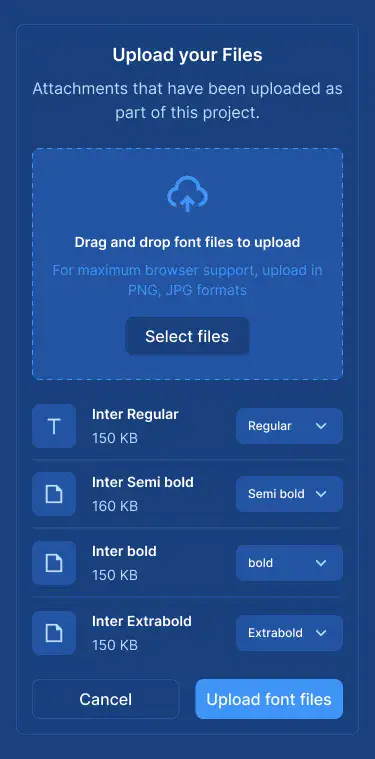 Upload your Files
Attachments that have been uploaded as
part of this project.
Drag and drop font files to upload
For maximum browser support, upload in
PNG, JPG formats
Select files
Inter Regular
150 KB
Regular
Inter Semi bold
160 KB
Semi bold
Inter bold
150 KB
bold
Inter Extrabold
150 KB
Extrabold
Cancel
Upload font files